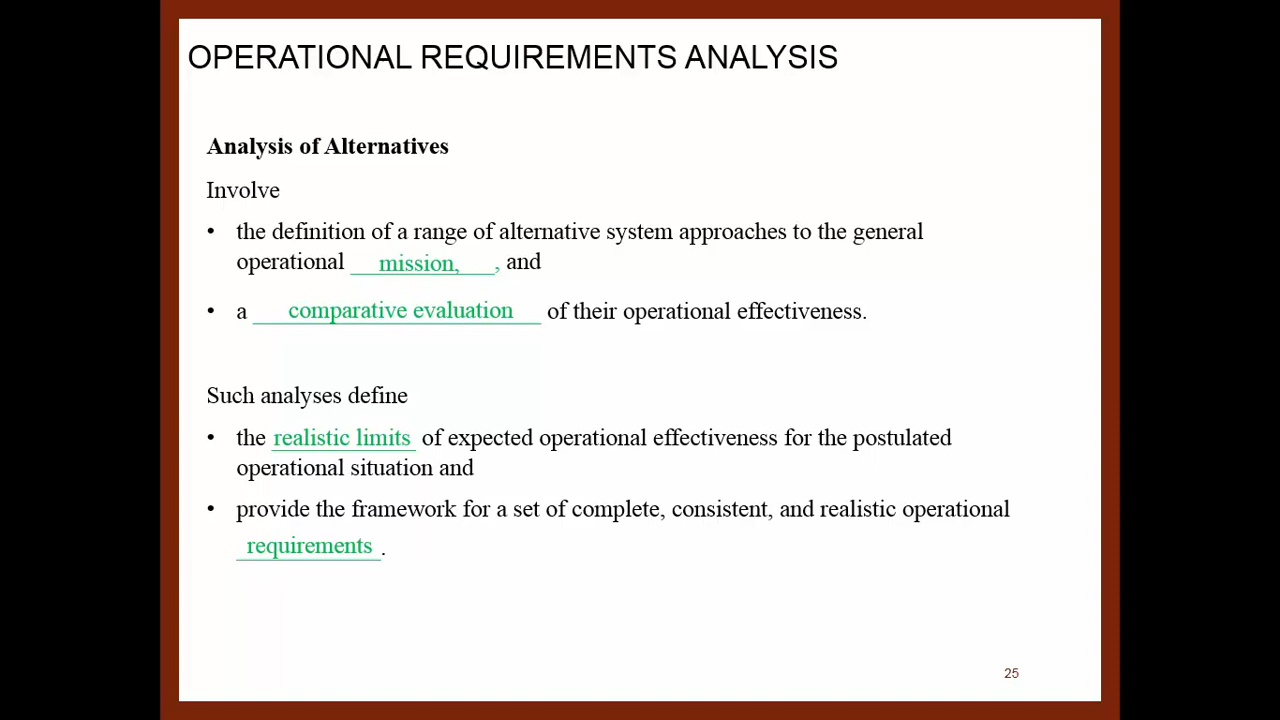 OPERATIONAL REQUIREMENTS ANALYSIS
Analysis of Alternatives
Involve
• the definition of a range of alternative system approaches to the general
operational mission, , and
• a comparative evaluation of their operational effectiveness.
Such analyses define
• the realistic limits of expected operational effectiveness for the postulated
operational situation and
• provide the framework for a set of complete, consistent, and realistic operational
requirements .
25